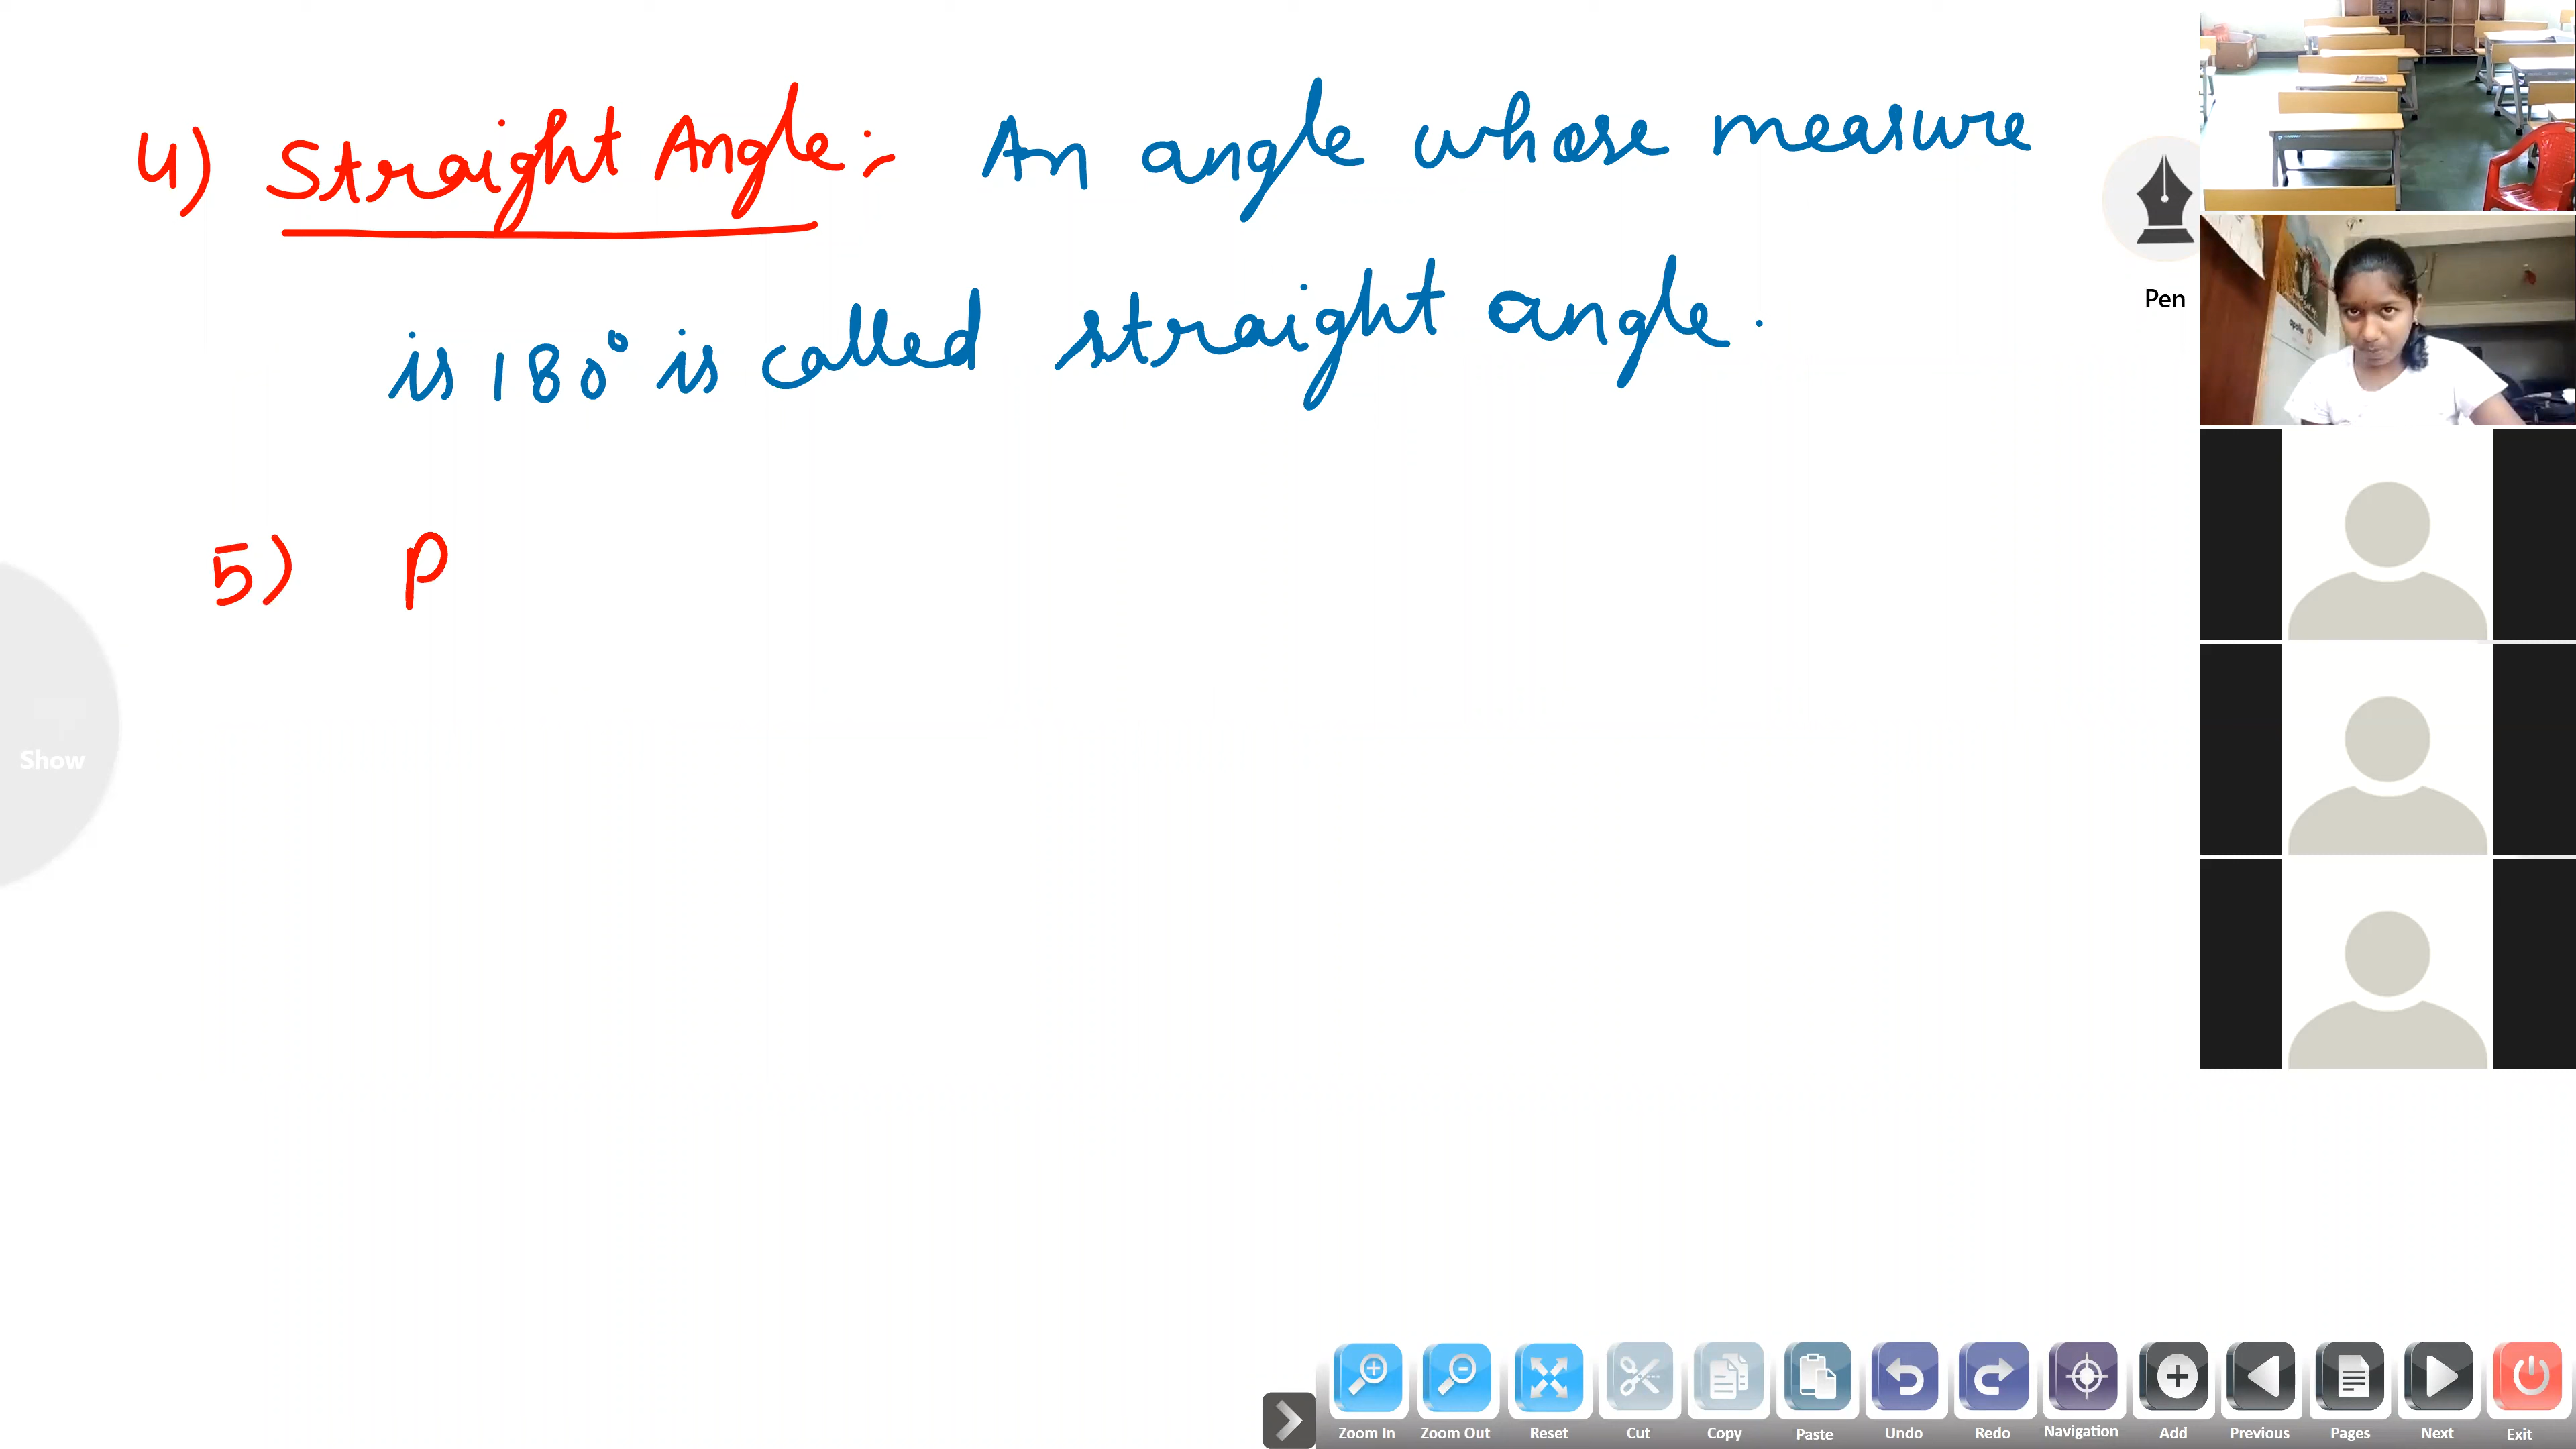 4) Straight Angle :- An angle whose measure
is 180° is called straight angle.
5) P
Pen
Show
Zoom In Zoom Out Reset Cut Copy Paste Undo Redo Navigation Add Previous Pages Next Exit